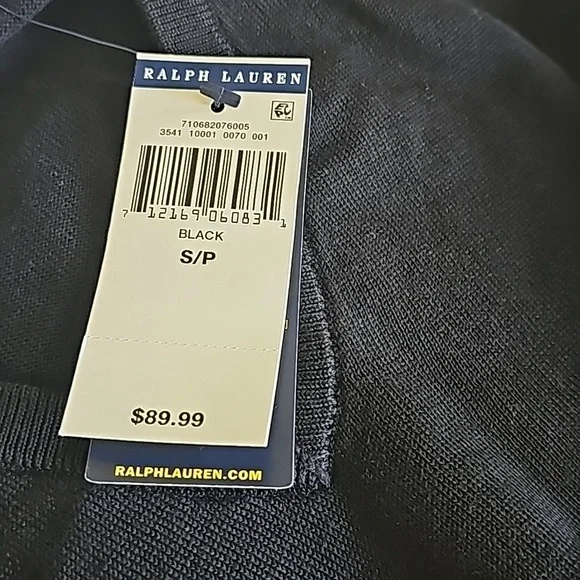 RALPH LAUREN
710682076005
3541 10001 0070 001
7 12169 06083 1
BLACK
S/P
$89.99
RALPHLAUREN.COM